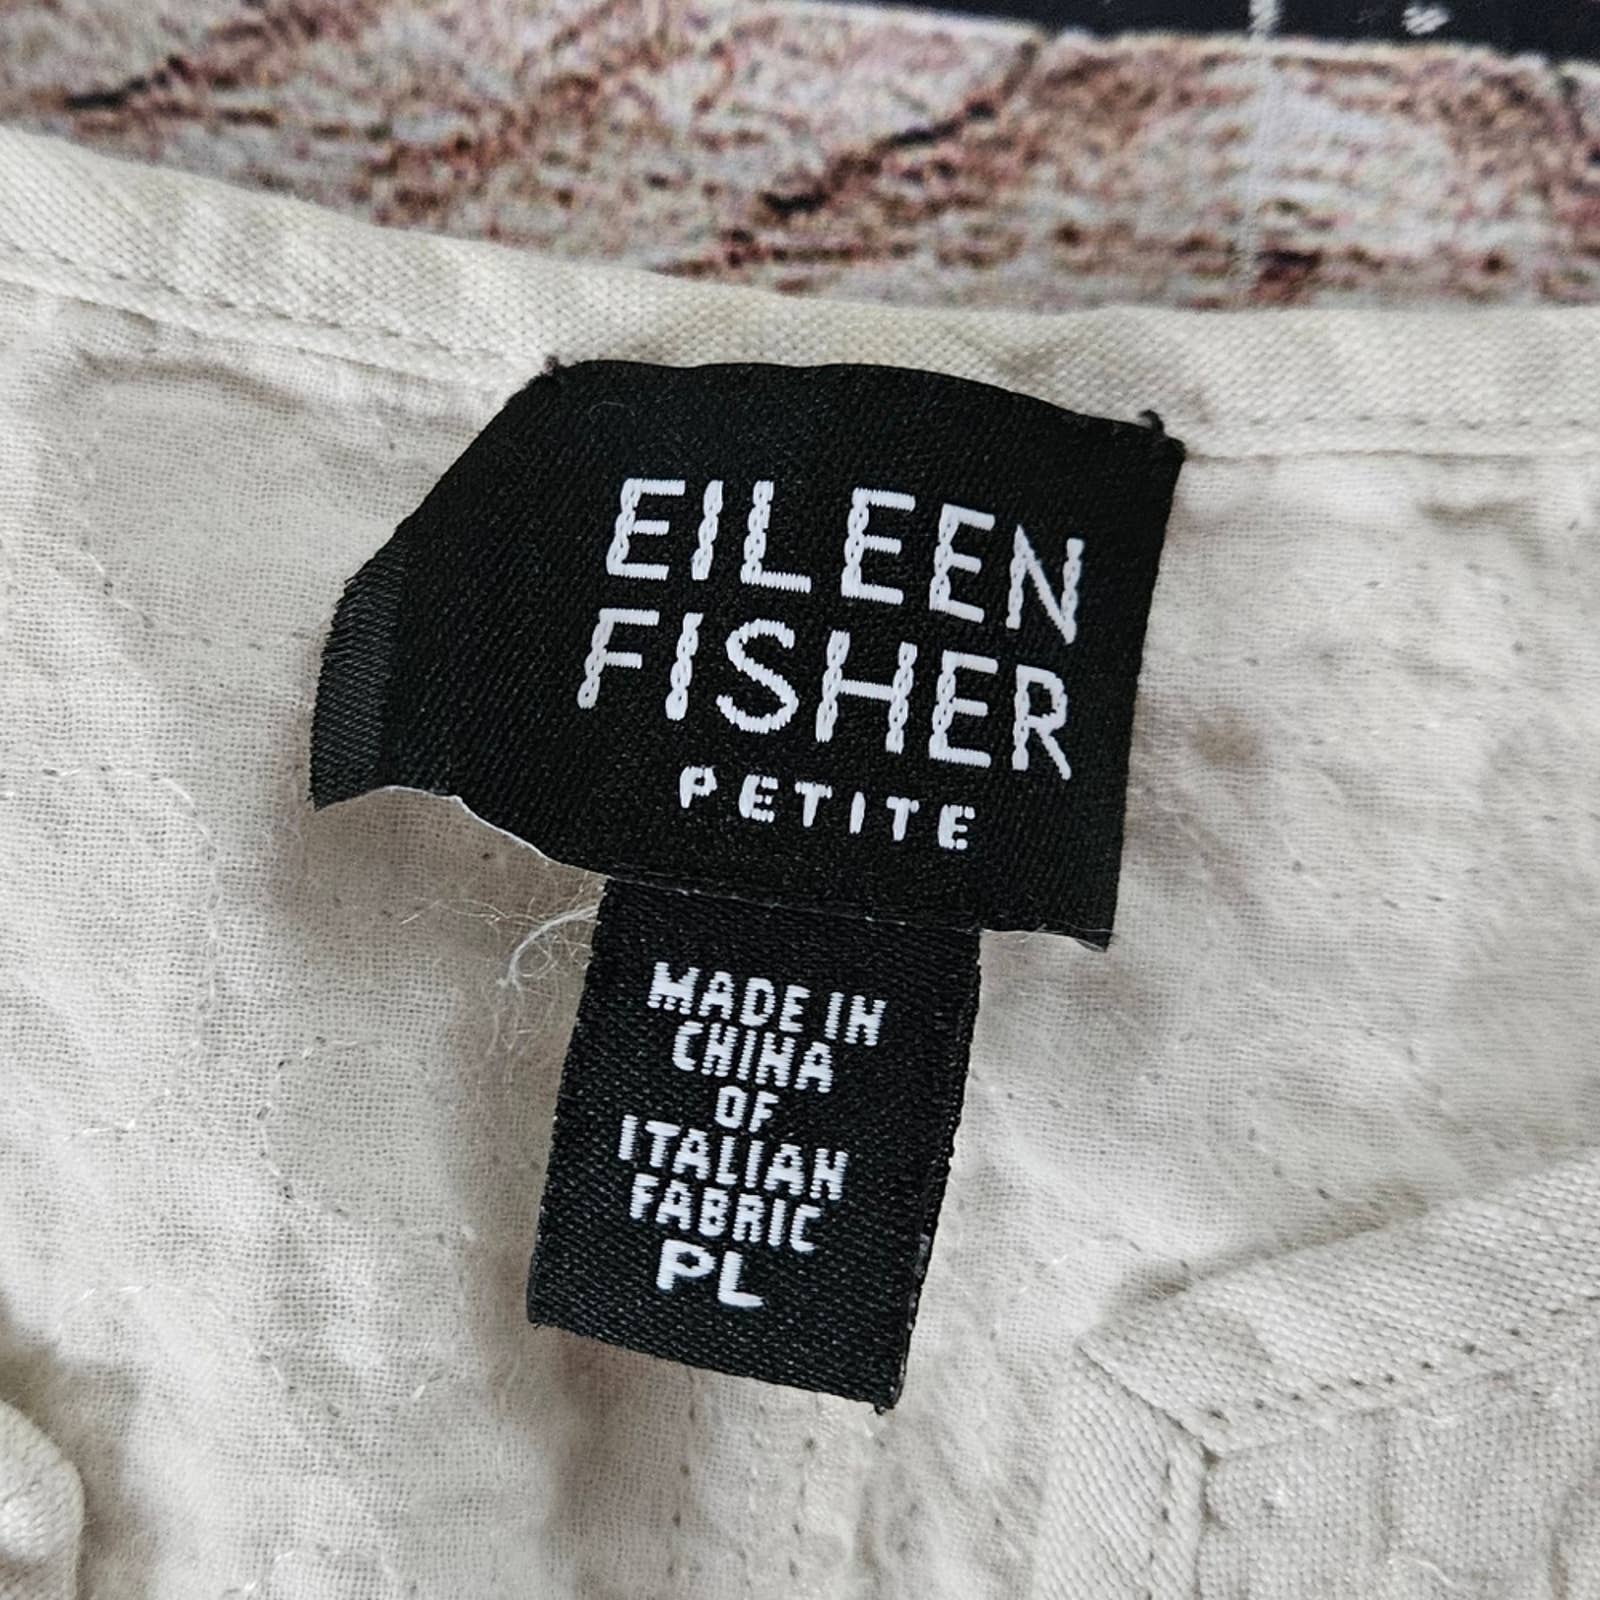 EILEEN
FISHER
PETITE
MADE IN
CHINA
OF
ITALIAN
FABRIC
PL